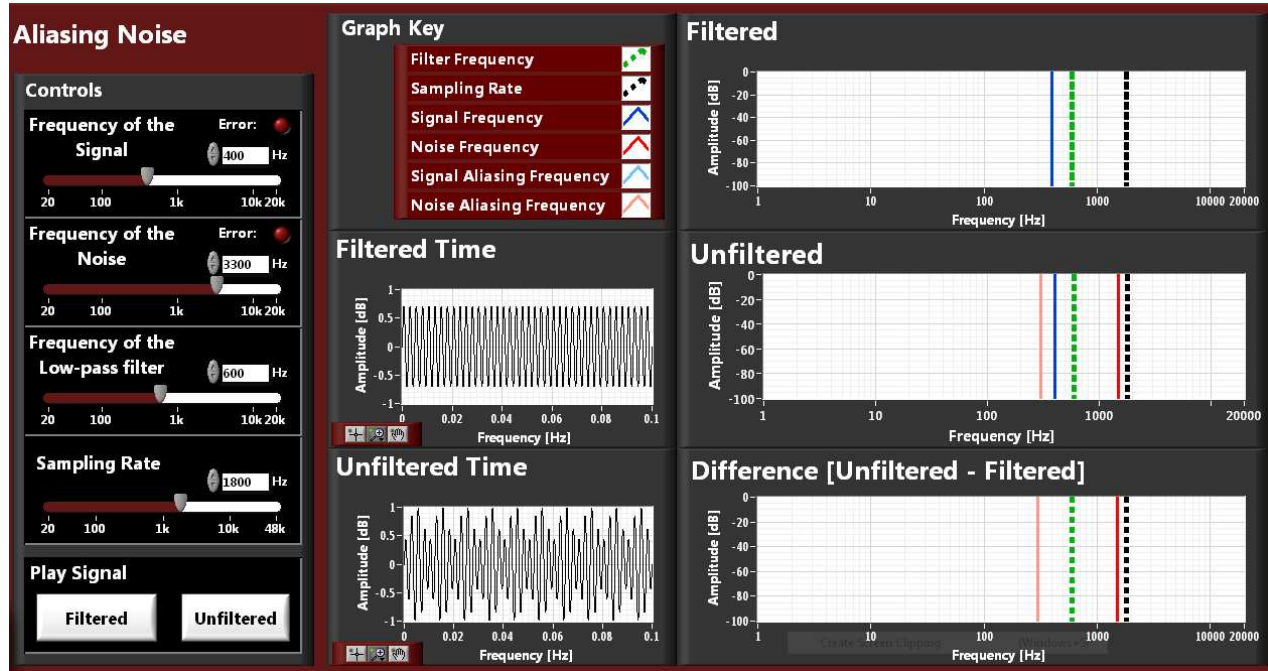 Aliasing Noise
Controls
Frequency of the
Signal
Error:
400 Hz
20 100 1k 10k 20k
Frequency of the
Noise
Error:
3300 Hz
20 100 1k 10k 20k
Frequency of the
Low-pass filter
600 Hz
20 100 1k 10k 20k
Sampling Rate
1800 Hz
20 100 1k 10k 48k
Play Signal
Filtered Unfiltered
Graph Key
Filter Frequency
Sampling Rate
Signal Frequency
Noise Frequency
Signal Aliasing Frequency
Noise Aliasing Frequency
Filtered Time
Amplitude [dB]
1
0.5
0
-0.5
-1
0 0.02 0.04 0.06 0.08 0.1
Frequency [Hz]
Unfiltered Time
Amplitude [dB]
1
0.5
0
-0.5
-1
0 0.02 0.04 0.06 0.08 0.1
Frequency [Hz]
Filtered
Amplitude [dB]
0
-20
-40
-60
-80
-100
1 10 100 1000 10000 20000
Frequency [Hz]
Unfiltered
Amplitude [dB]
0
-20
-40
-60
-80
-100
1 10 100 1000 20000
Frequency [Hz]
Difference [Unfiltered - Filtered]
Amplitude [dB]
0
-20
-40
-60
-80
-100
1 10 100 1000 10000 20000
Create Screen Clipping
Frequency [Hz]